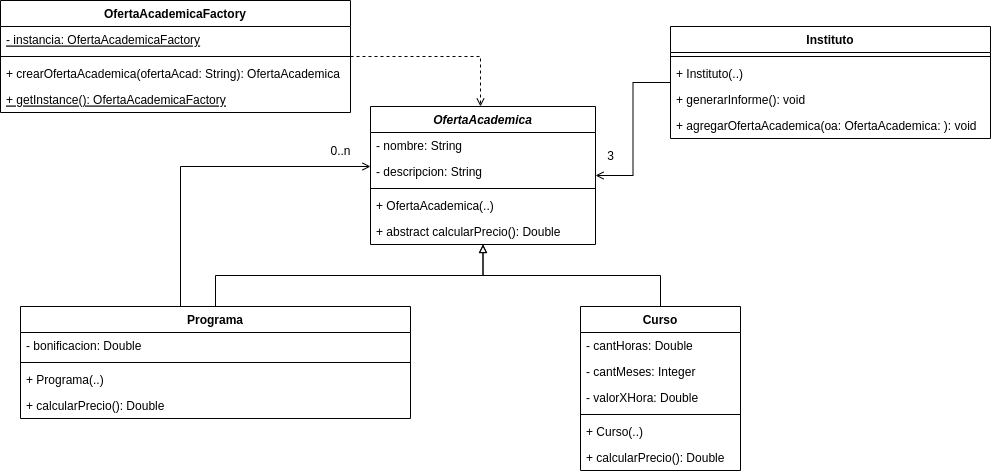 OfertaAcademicaFactory
- instancia: OfertaAcademicaFactory
+ crearOfertaAcademica(ofertaAcad: String): OfertaAcademica
+ getInstance(): OfertaAcademicaFactory
Instituto
+ Instituto(..)
+ generarInforme(): void
+ agregarOfertaAcademica(oa: OfertaAcademica: ): void
OfertaAcademica
- nombre: String
- descripcion: String
+ OfertaAcademica(..)
+ abstract calcularPrecio(): Double
0..n
3
Programa
- bonificacion: Double
+ Programa(..)
+ calcularPrecio(): Double
Curso
- cantHoras: Double
- cantMeses: Integer
- valorXHora: Double
+ Curso(..)
+ calcularPrecio(): Double